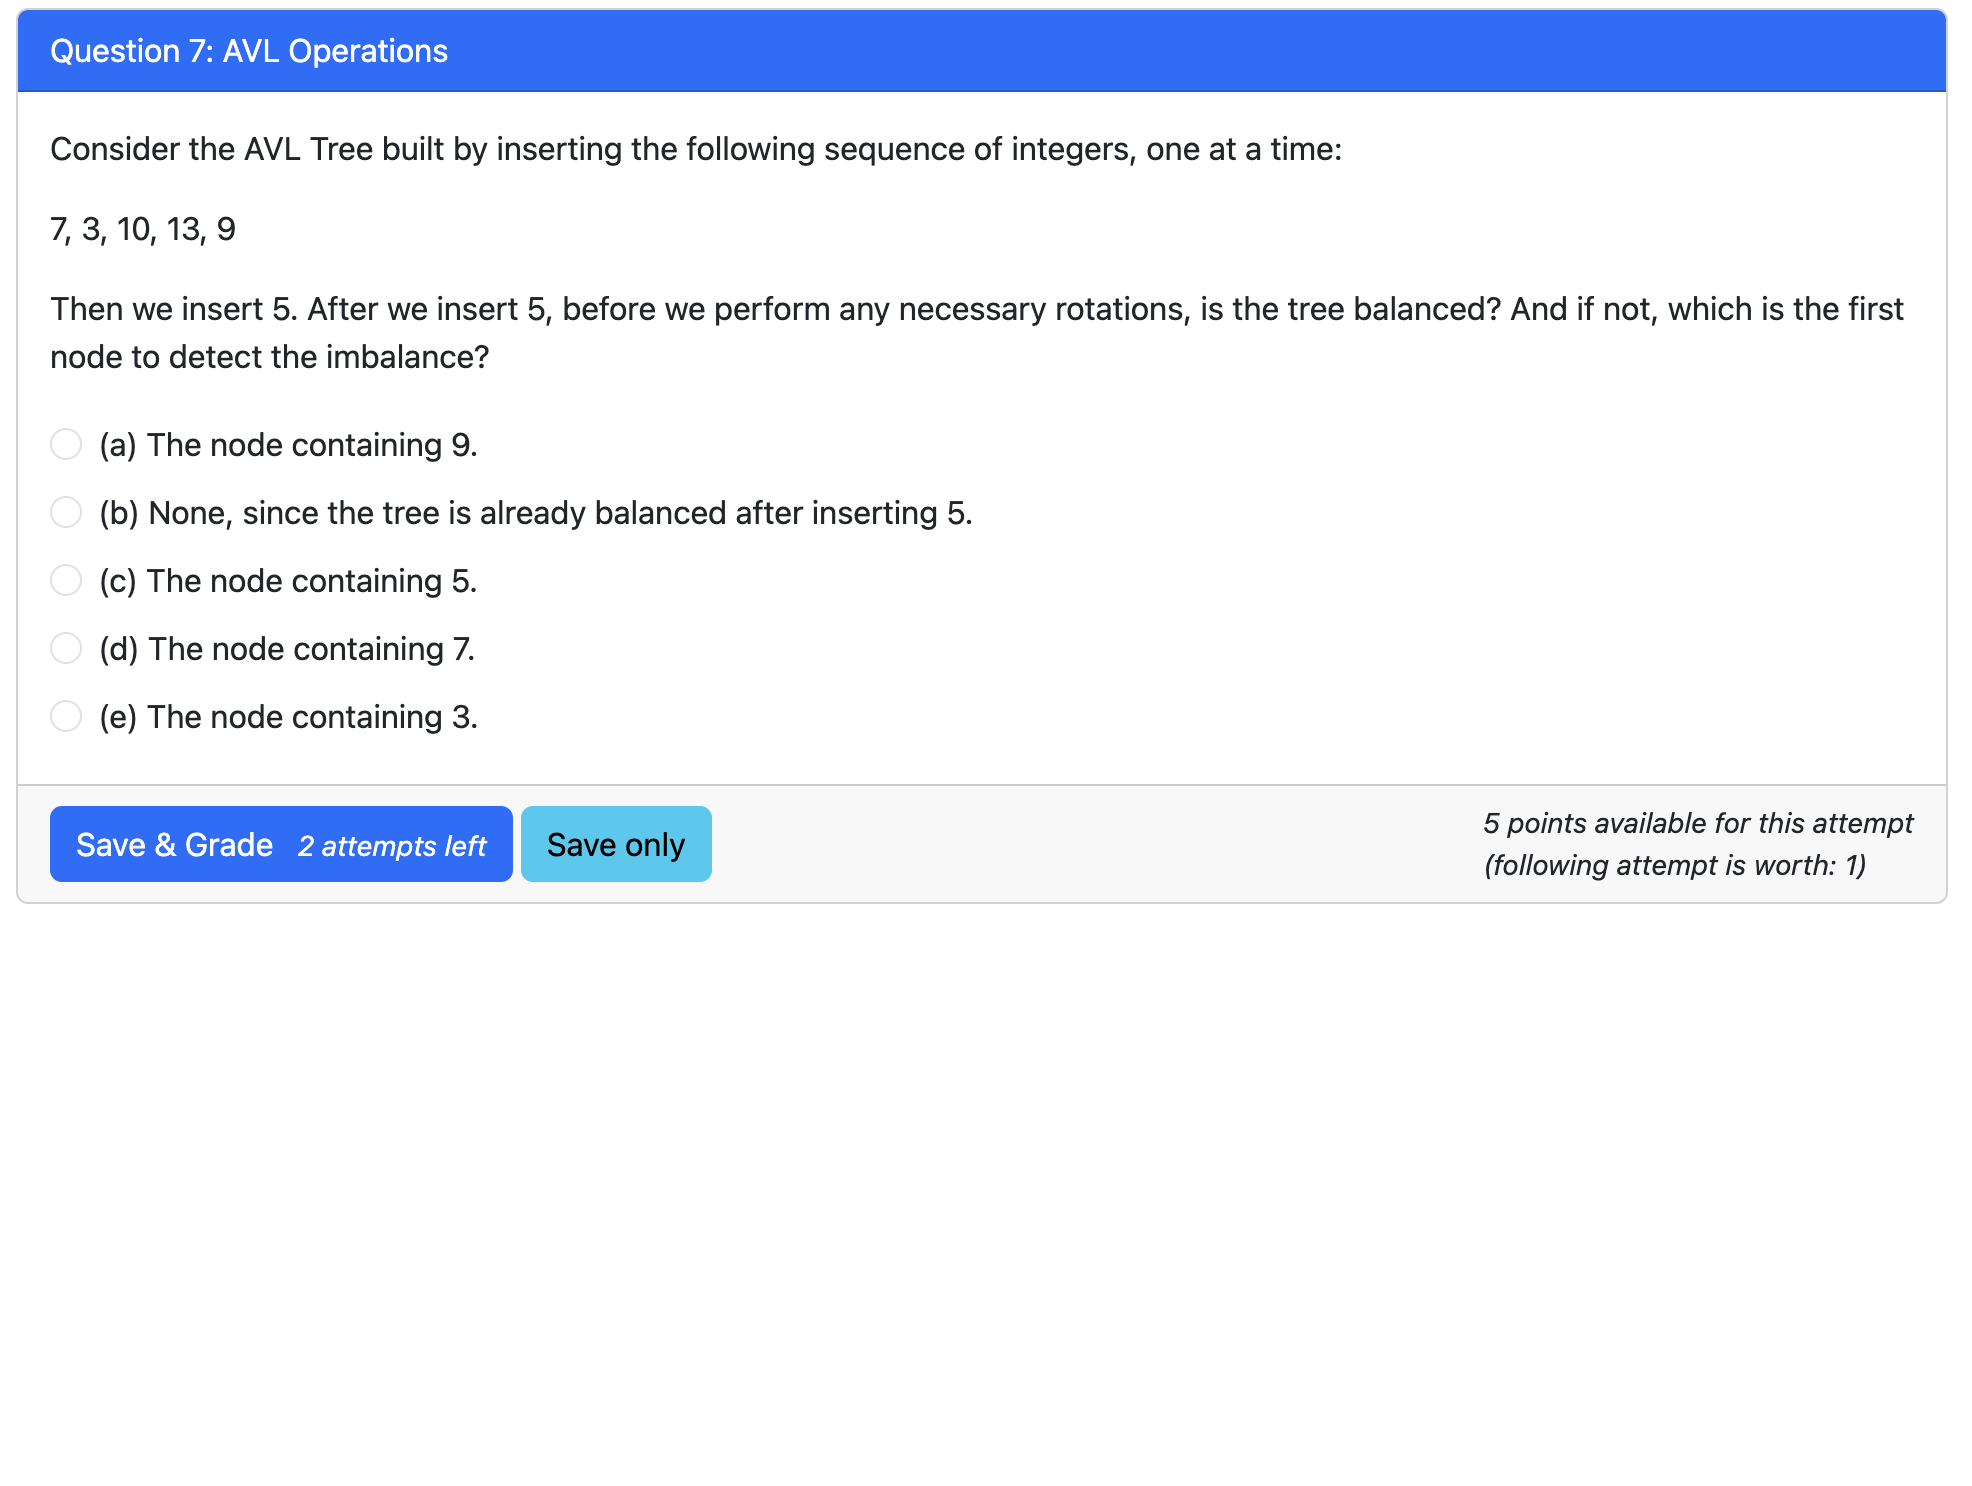 Question 7: AVL Operations
Consider the AVL Tree built by inserting the following sequence of integers, one at a time:
7, 3, 10, 13, 9
Then we insert 5. After we insert 5, before we perform any necessary rotations, is the tree balanced? And if not, which is the first
node to detect the imbalance?
(a) The node containing 9.
(b) None, since the tree is already balanced after inserting 5.
(c) The node containing 5.
(d) The node containing 7.
(e) The node containing 3.
Save & Grade 2 attempts left Save only
5 points available for this attempt
(following attempt is worth: 1)